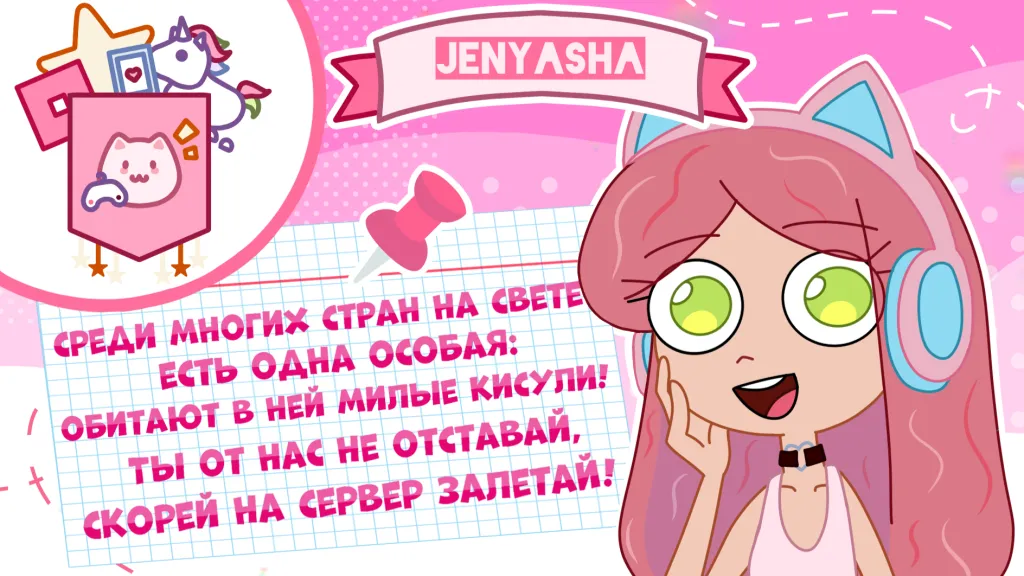 JENYASHA
СРЕДИ МНОГИХ СТРАН НА СВЕТЕ
ЕСТЬ ОДНА ОСОБАЯ:
ОБИТАЮТ В НЕЙ МИЛЫЕ КИСУЛИ!
ТЫ ОТ НАС НЕ ОТСТАВАЙ,
СКОРЕЙ НА СЕРВЕР ЗАЛЕТАЙ!